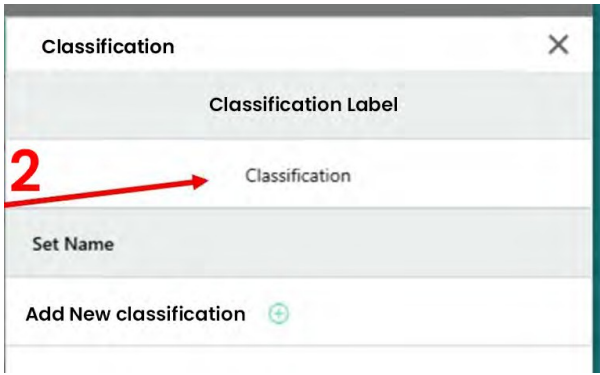 Classification
Classification Label
2
Classification
Set Name
Add New classification